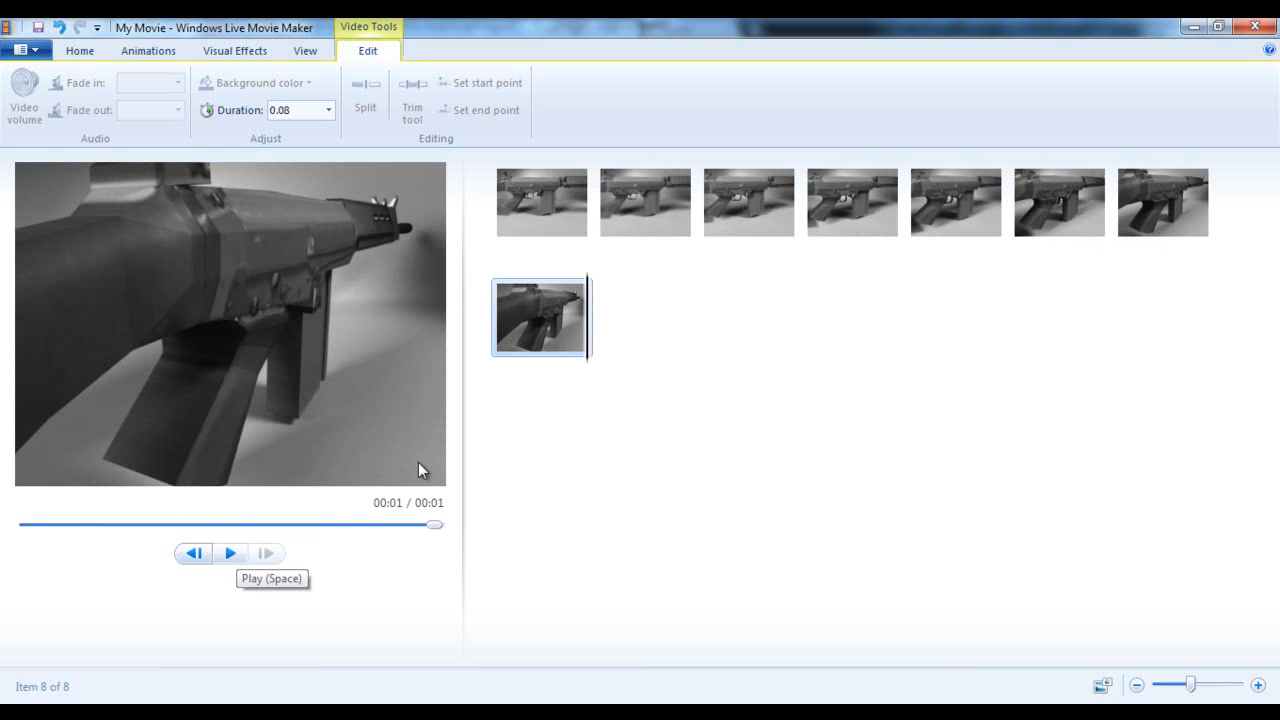 My Movie - Windows Live Movie Maker
Video Tools
Home
Animations
Visual Effects
View
Edit
Video volume
Fade in:
Fade out:
Audio
Background color
Duration: 0.08
Adjust
Split
Trim tool
Set start point
Set end point
Editing
00:01 / 00:01
Play (Space)
Item 8 of 8